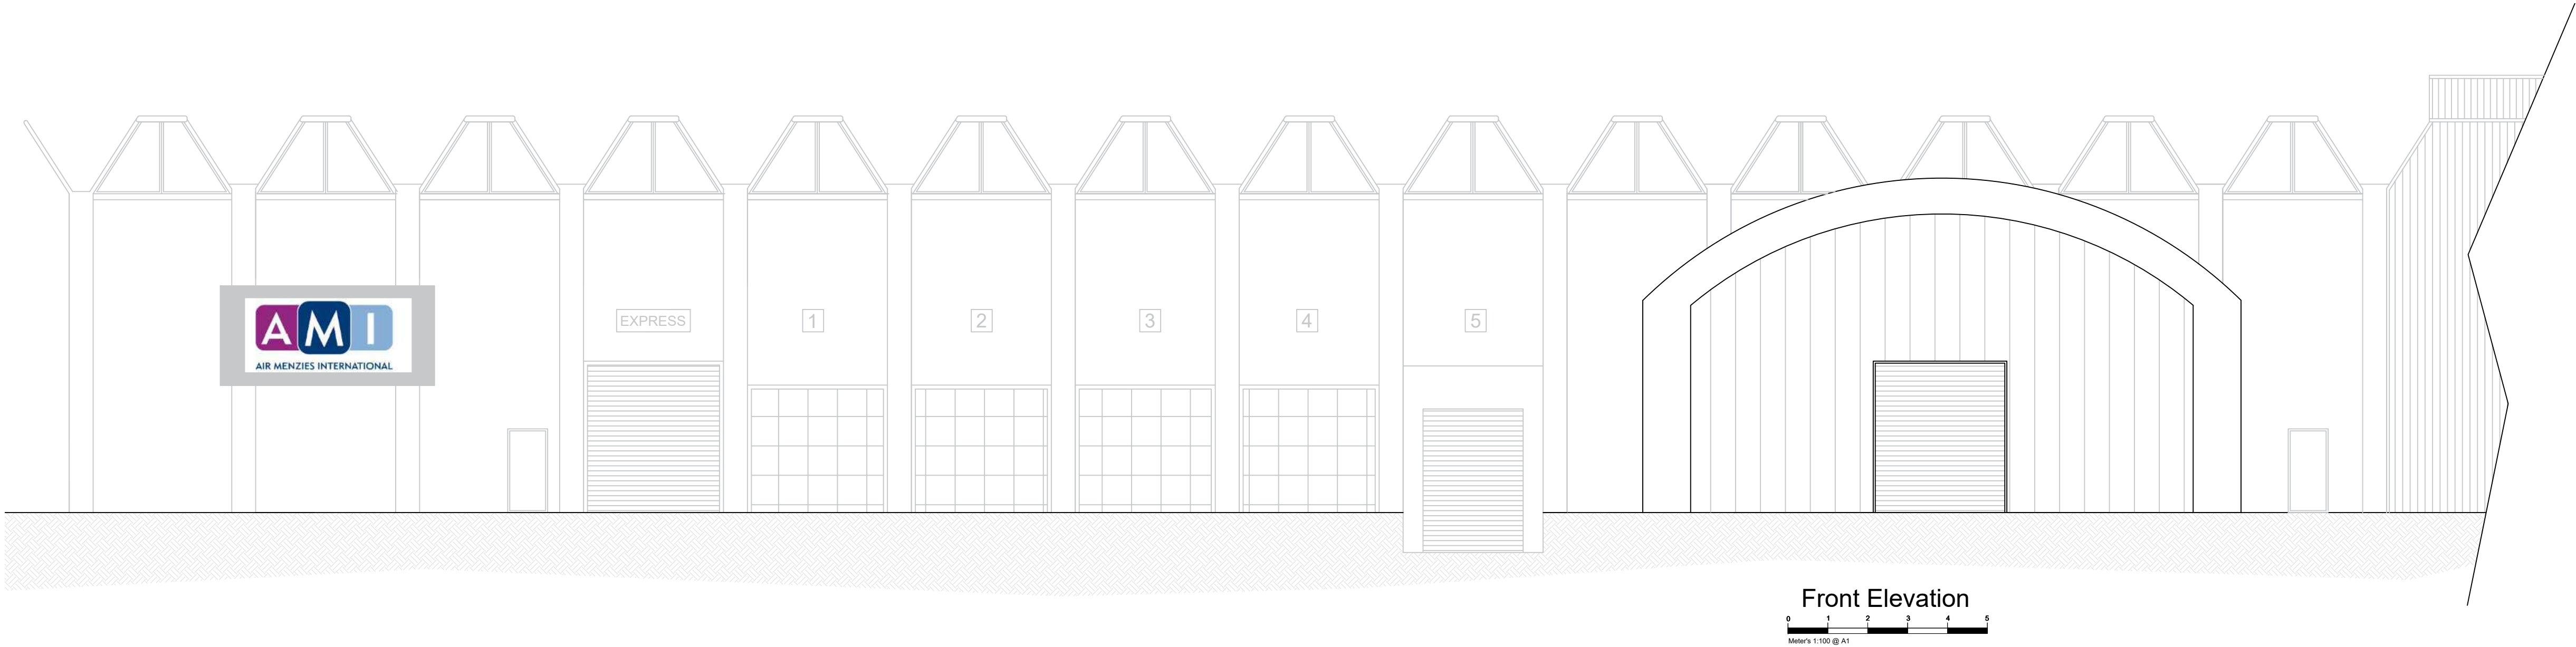 AMI
AIR MENZIES INTERNATIONAL
EXPRESS
1
2
3
4
5
Front Elevation
0 1 2 3 4 5
Meter's 1:100 @ A1